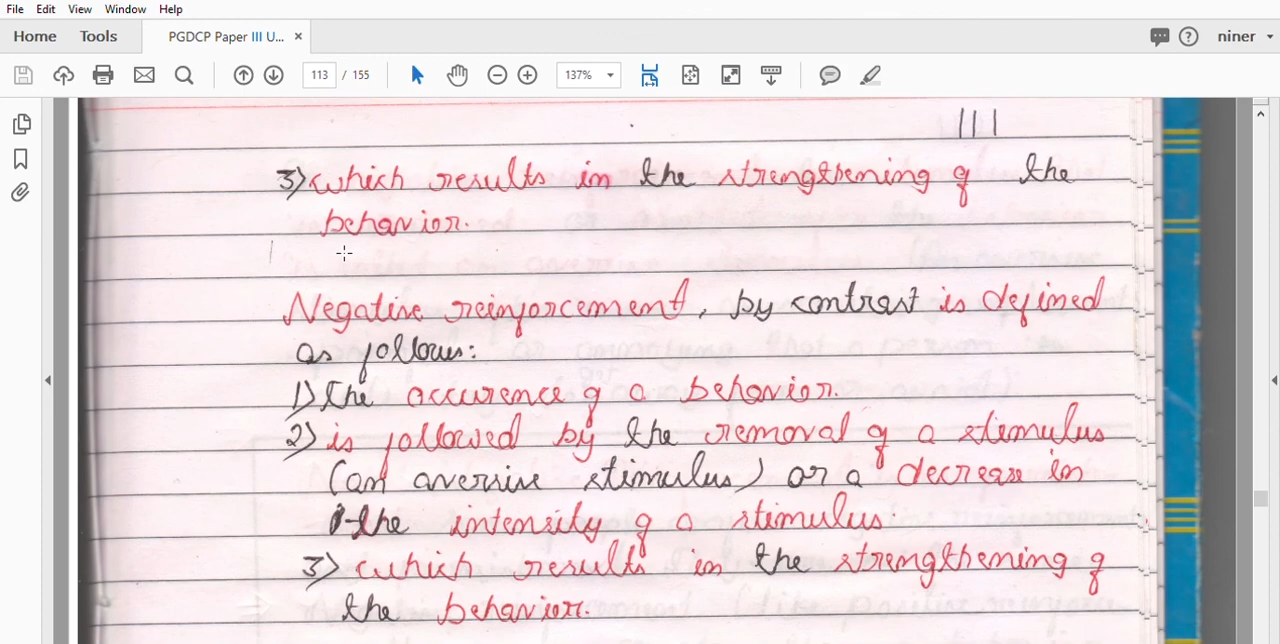 File Edit View Window Help
Home Tools PGDCP Paper III U... × niner
113 / 155 137%
111
3) which results in the strengthening of the
behavior.
Negative reinforcement, by contrast is defined
as follows:
1) the occurence of a behavior.
2) is followed by the removal of a stimulus
(an aversive stimulus) or a decrease in
the intensity of a stimulus.
3) which results in the strengthening of
the behavior.